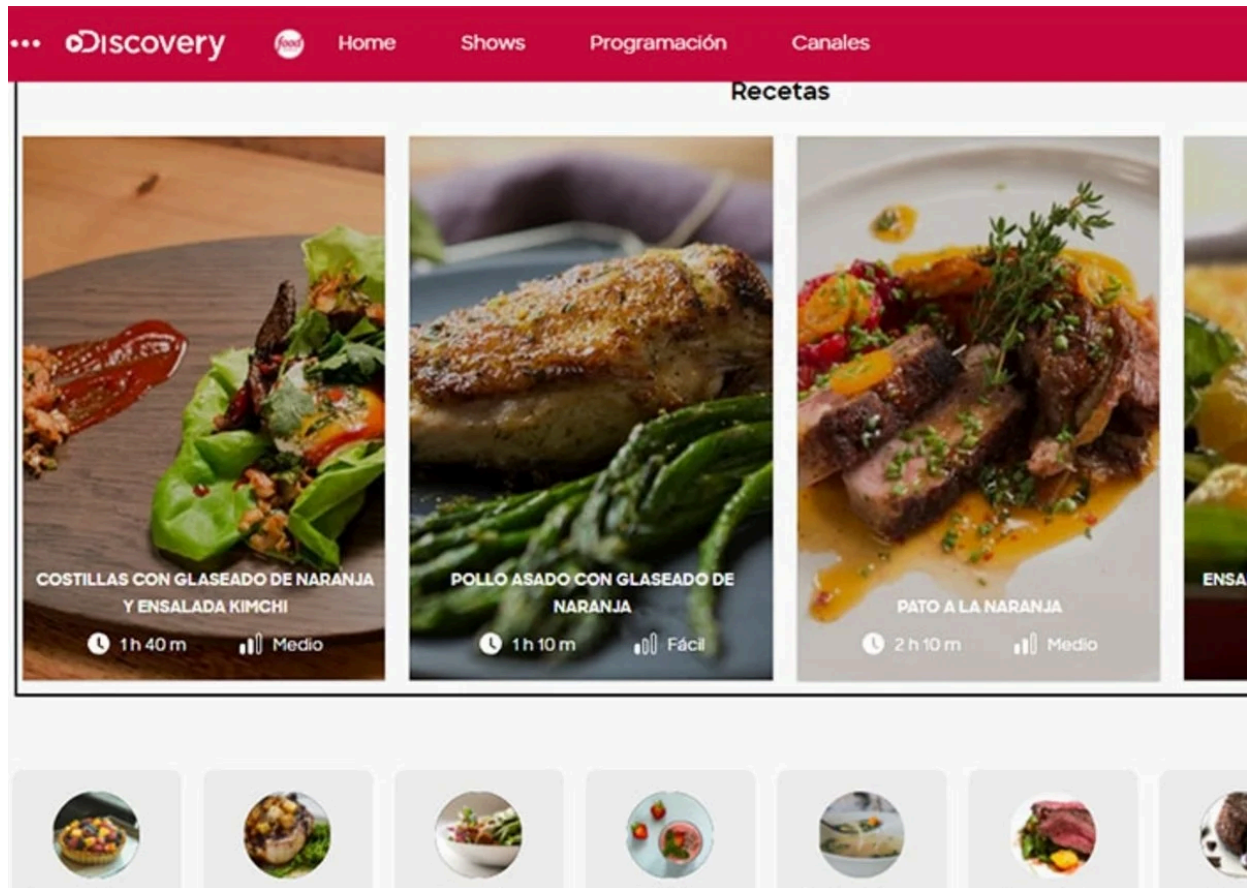 Discovery food Home Shows Programación Canales
Recetas
COSTILLAS CON GLASEADO DE NARANJA
Y ENSALADA KIMCHI
1 h 40 m Medio
POLLO ASADO CON GLASEADO DE
NARANJA
1 h 10 m Fácil
PATO A LA NARANJA
2 h 10 m Medio